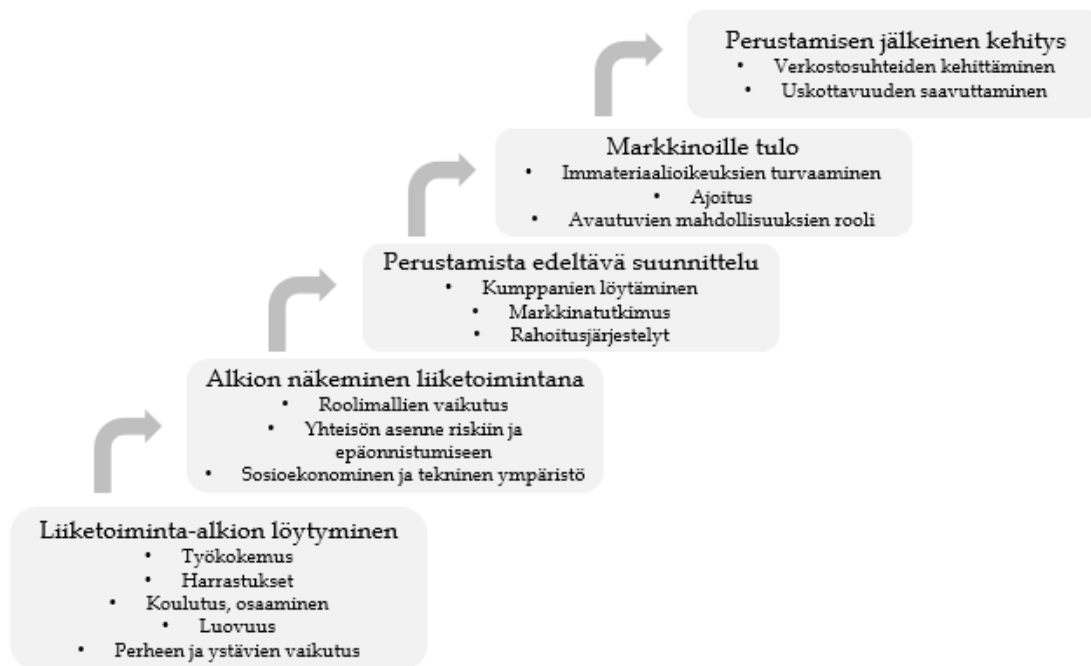 Perustamisen jälkeinen kehitys
• Verkostosuhteiden kehittäminen
• Uskottavuuden saavuttaminen
Markkinoille tulo
• Immateriaalioikeuksien turvaaminen
• Ajoitus
• Avautuvien mahdollisuuksien rooli
Perustamista edeltävä suunnittelu
• Kumppanien löytäminen
• Markkinatutkimus
• Rahoitusjärjestelyt
Alkion näkeminen liiketoimintana
• Roolimallien vaikutus
• Yhteisön asenne riskiin ja
epäonnistumiseen
• Sosioekonominen ja tekninen ympäristö
Liiketoiminta-alkion löytyminen
• Työkokemus
• Harrastukset
• Koulutus, osaaminen
• Luovuus
• Perheen ja ystävien vaikutus